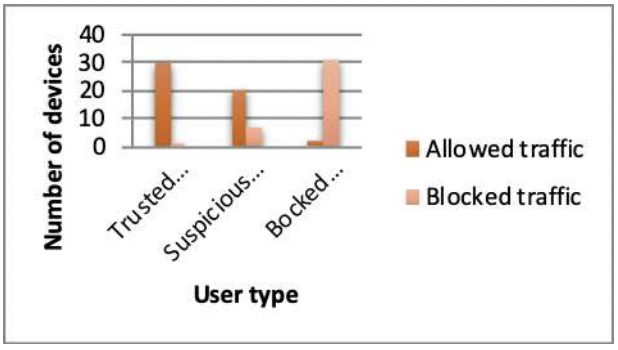 Number of devices
40
30
20
10
0
Trusted...
Suspicious...
Bocked...
User type
Allowed traffic
Blocked traffic